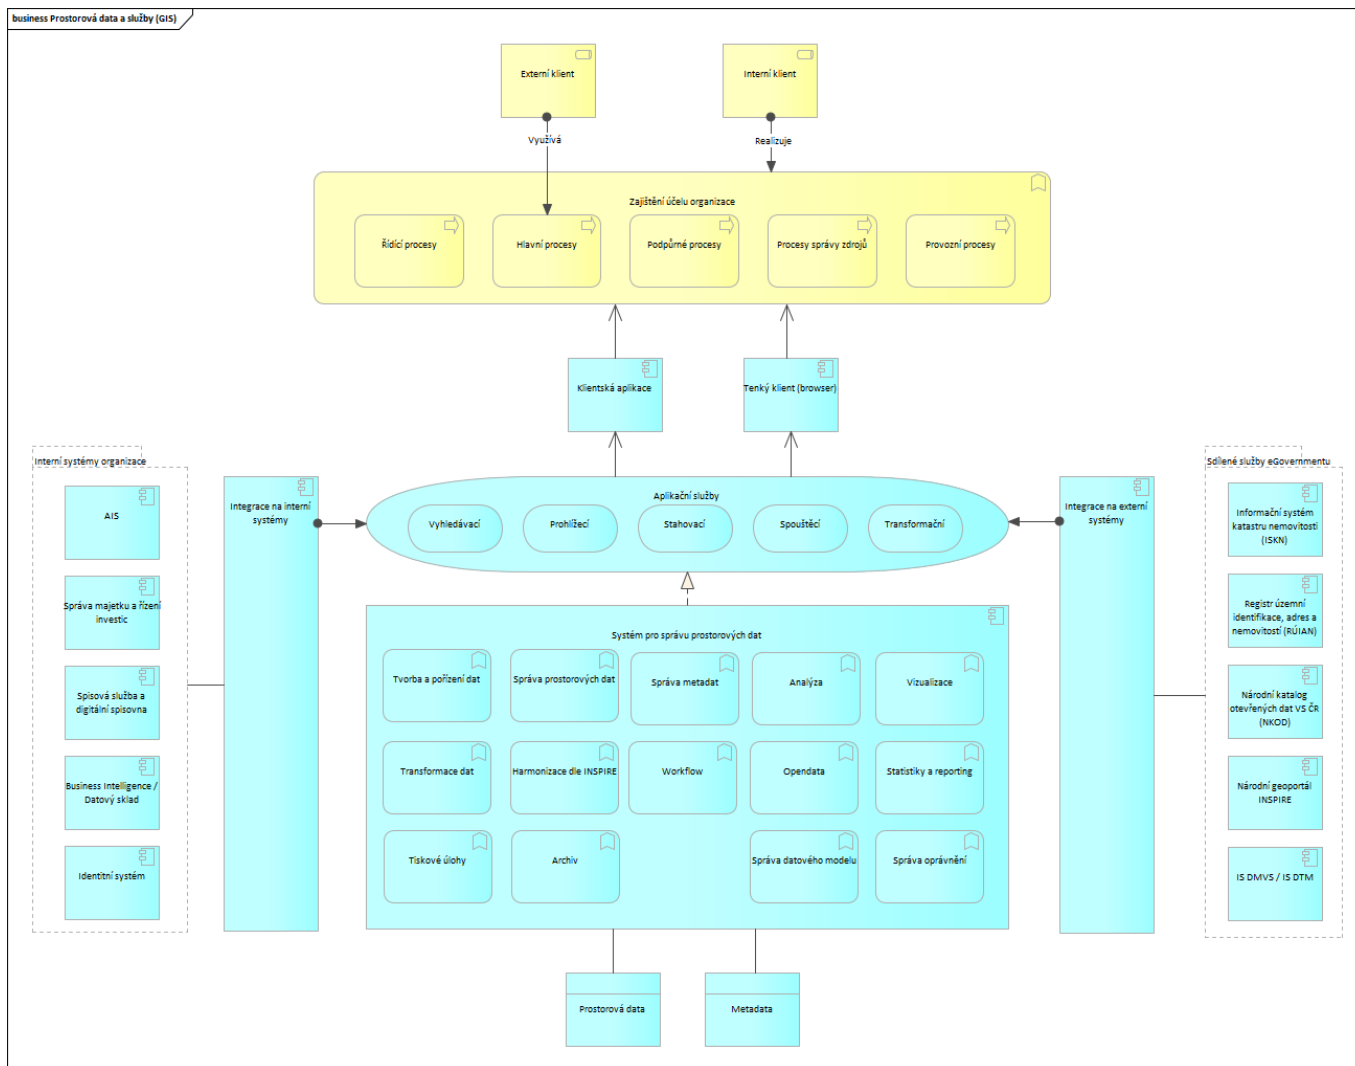 business Prostorová data a služby (GIS)
Externí klient
Interní klient
Využívá
Realizuje
Zajištění účelu organizace
Řídící procesy
Hlavní procesy
Podpůrné procesy
Procesy správy zdrojů
Provozní procesy
Klientská aplikace
Tenký klient (browser)
Interní systémy organizace
AIS
Správa majetku a řízení
investic
Spisová služba a
digitální spisovna
Business Intelligence /
Datový sklad
Identitní systém
Integrace na interní
systémy
Aplikační služby
Vyhledávací
Prohlížecí
Stahovací
Spouštěcí
Transformační
Integrace na externí
systémy
Sdílené služby eGovernmentu
Informační systém
katastru nemovitosti
(ISKN)
Registr územní
identifikace, adres a
nemovitostí (RÚIAN)
Národní katalog
otevřených dat VS ČR
(NKOD)
Národní geoportál
INSPIRE
IS DMVS / IS DTM
Systém pro správu prostorových dat
Tvorba a pořízení dat
Správa prostorových dat
Správa metadat
Analýza
Vizualizace
Transformace dat
Harmonizace dle INSPIRE
Workflow
Opendata
Statistiky a reporting
Tiskové úlohy
Archiv
Správa datového modelu
Správa oprávnění
Prostorová data
Metadata